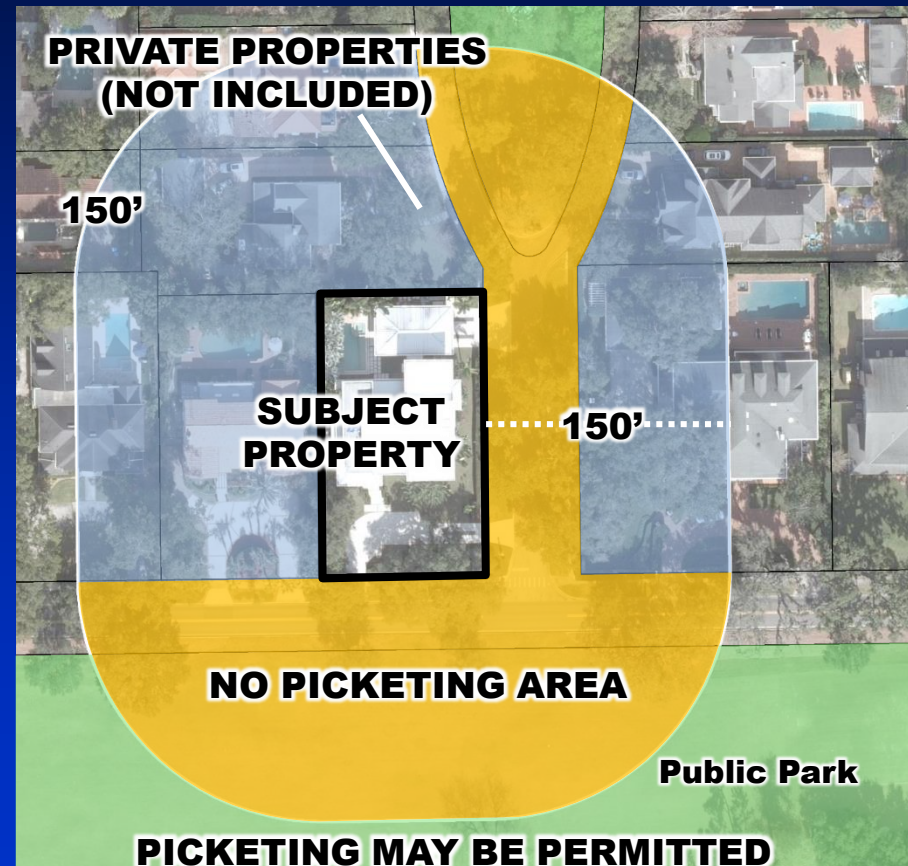 PRIVATE PROPERTIES
(NOT INCLUDED)
150’
SUBJECT
PROPERTY
150’
NO PICKETING AREA
Public Park
PICKETING MAY BE PERMITTED